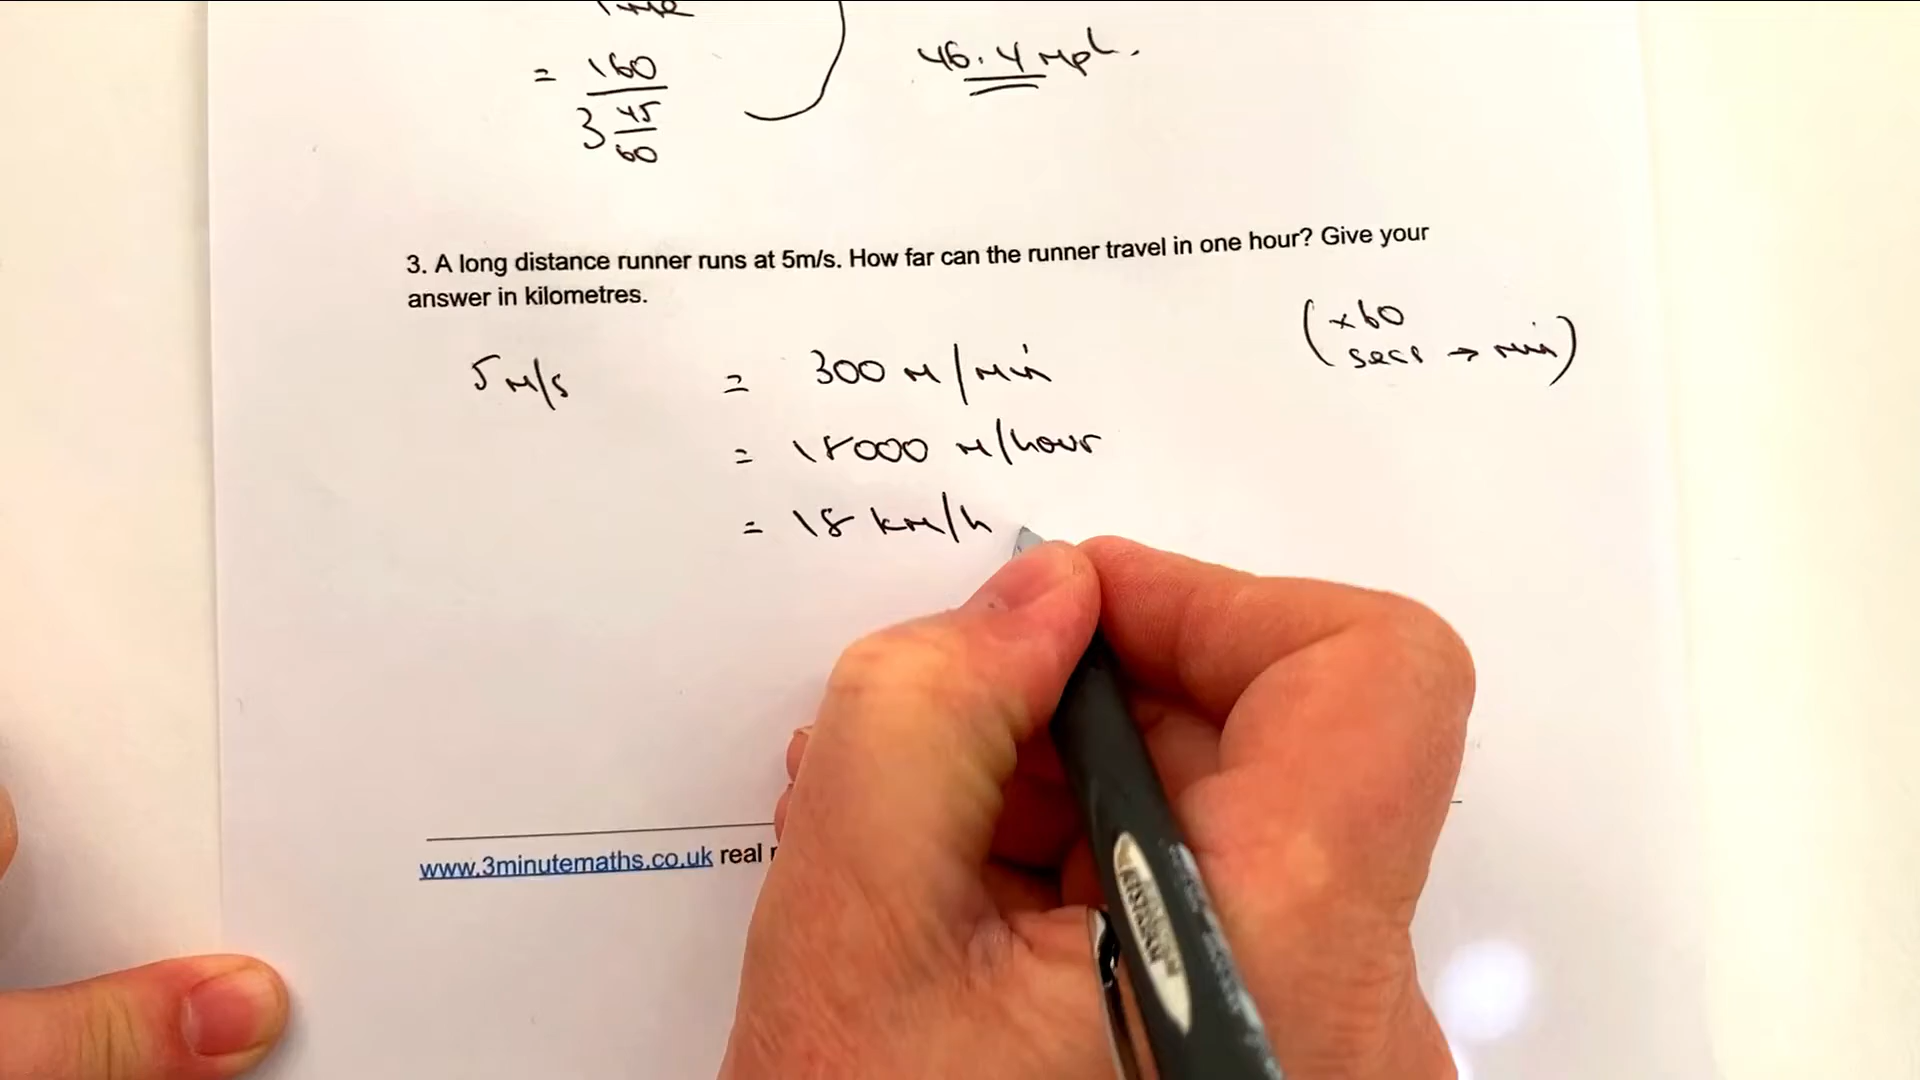 = 160
3 45
60
46.4 mph.
3. A long distance runner runs at 5m/s. How far can the runner travel in one hour? Give your
answer in kilometres.
5 m/s = 300 m/min
(x60
secs → min)
= 18000 m/hour
= 18 km/h
www.3minutemaths.co.uk real